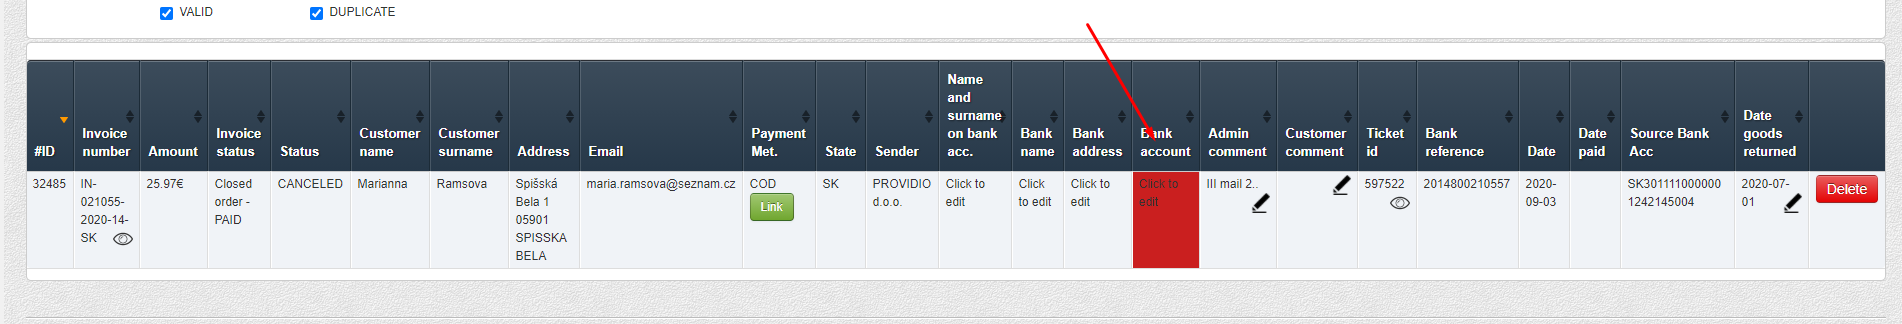 VALID
DUPLICATE
#ID
Invoice
number
Amount
Invoice
status
Status
Customer
name
Customer
surname
Address
Email
Payment
Met.
State
Sender
Name
and
surname
on bank
acc.
Bank
name
Bank
address
Bank
account
Admin
comment
Customer
comment
Ticket
id
Bank
reference
Date
Date
paid
Source Bank
Acc
Date
goods
returned
32485
IN-
021055-
2020-14-
SK
25.97€
Closed
order -
PAID
CANCELED
Marianna
Ramsova
Spišská
Bela 1
05901
SPISSKA
BELA
maria.ramsova@seznam.cz
COD
Link
SK
PROVIDIO
d.o.o.
Click to
edit
Click
to edit
Click to
edit
Click to
edit
III mail 2..
597522
2014800210557
2020-
09-03
SK301111000000
1242145004
2020-07-
01
Delete